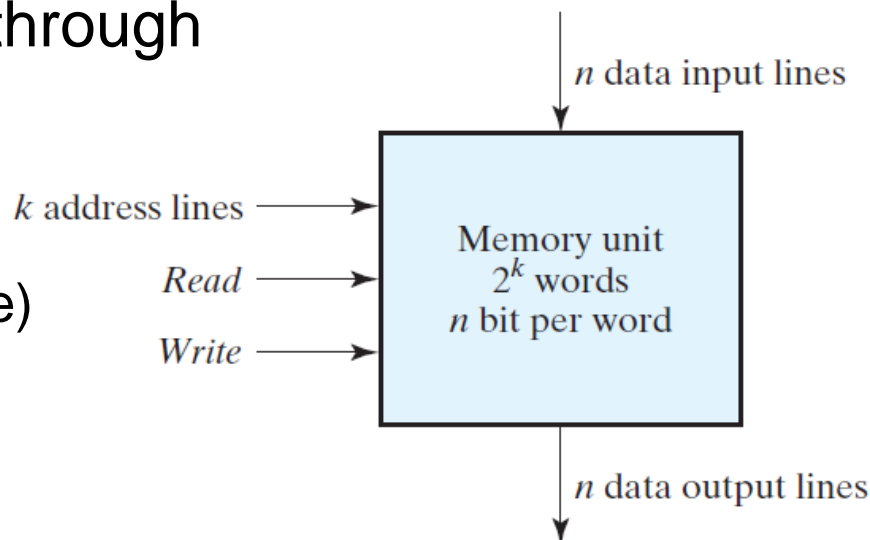 through
n data input lines
k address lines
Read
e)
Write
Memory unit
2^k words
n bit per word
n data output lines